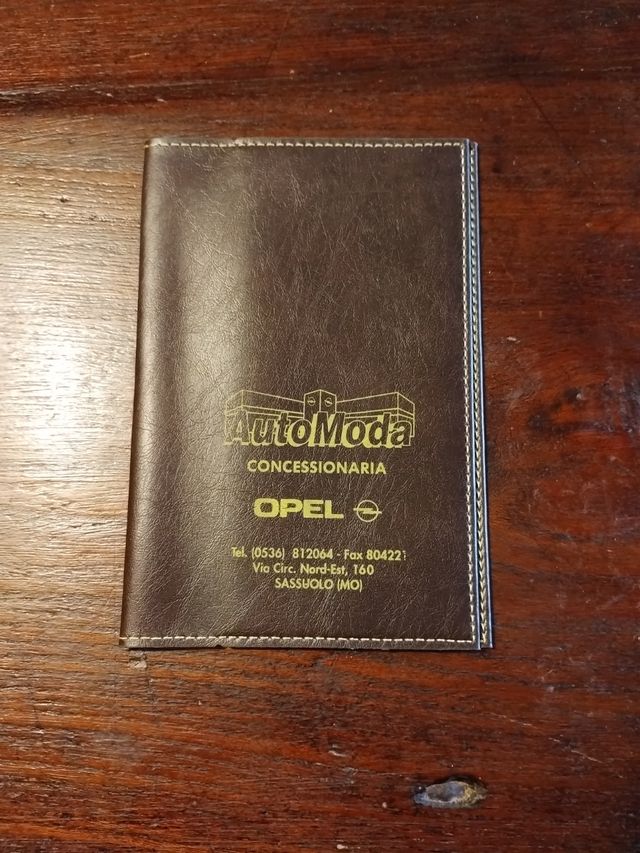 AutoModa
CONCESSIONARIA
OPEL
Tel. (0536) 812064 - Fax 804221
Via Circ. Nord-Est, 160
SASSUOLO (MO)